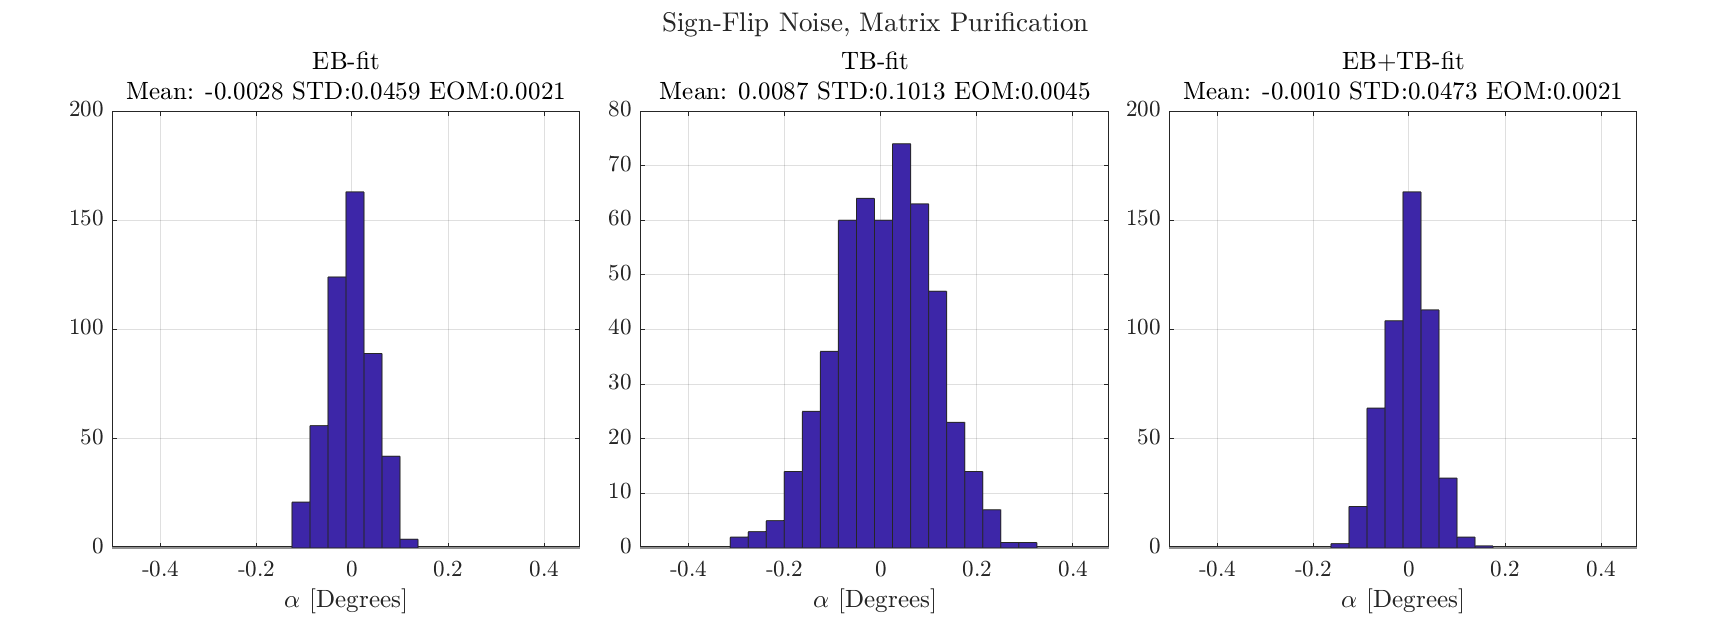 Sign-Flip Noise, Matrix Purification
EB-fit
Mean: -0.0028 STD:0.0459 EOM:0.0021
200
150
100
50
0
-0.4 -0.2 0 0.2 0.4
α [Degrees]
TB-fit
Mean: 0.0087 STD:0.1013 EOM:0.0045
80
70
60
50
40
30
20
10
0
-0.4 -0.2 0 0.2 0.4
α [Degrees]
EB+TB-fit
Mean: -0.0010 STD:0.0473 EOM:0.0021
200
150
100
50
0
-0.4 -0.2 0 0.2 0.4
α [Degrees]